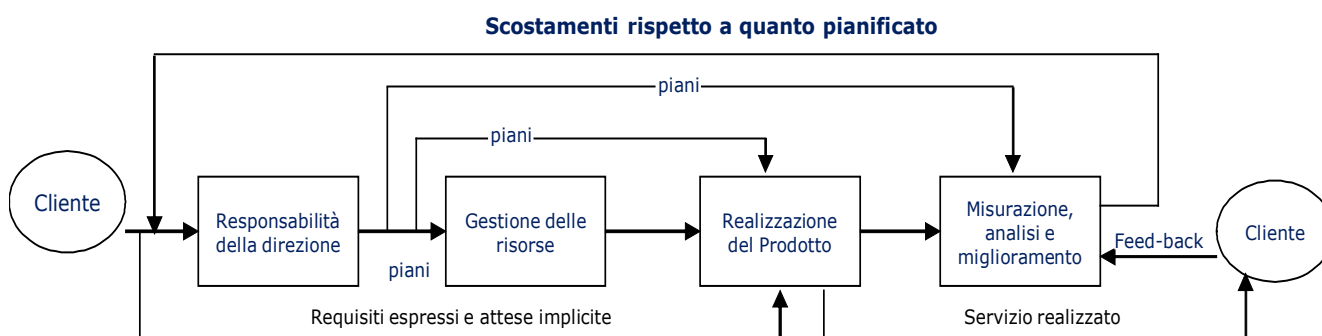 Scostamenti rispetto a quanto pianificato
piani
piani
Cliente
Responsabilità
della direzione
Gestione delle
risorse
Realizzazione
del Prodotto
Misurazione,
analisi e
miglioramento
Feed-back
Cliente
piani
Requisiti espressi e attese implicite
Servizio realizzato